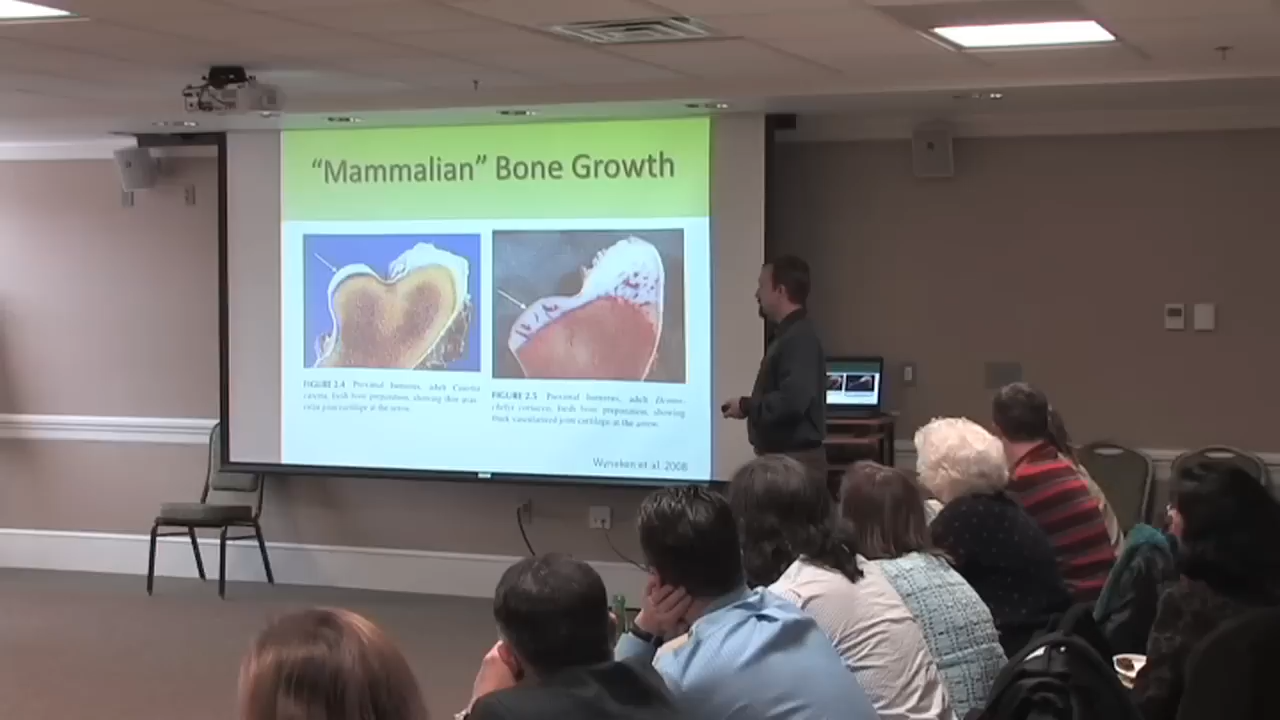 “Mammalian” Bone Growth
FIGURE 2.4 Proximal humerus, adult Caretta
caretta, fresh bone preparation, showing thin
joint cartilage at the arrow.
FIGURE 2.5 Proximal humerus, adult Dermo-
chelys coriacea, fresh bone preparation, showing
thick vascularized joint cartilage at the arrow.
Wyneken et al. 2008